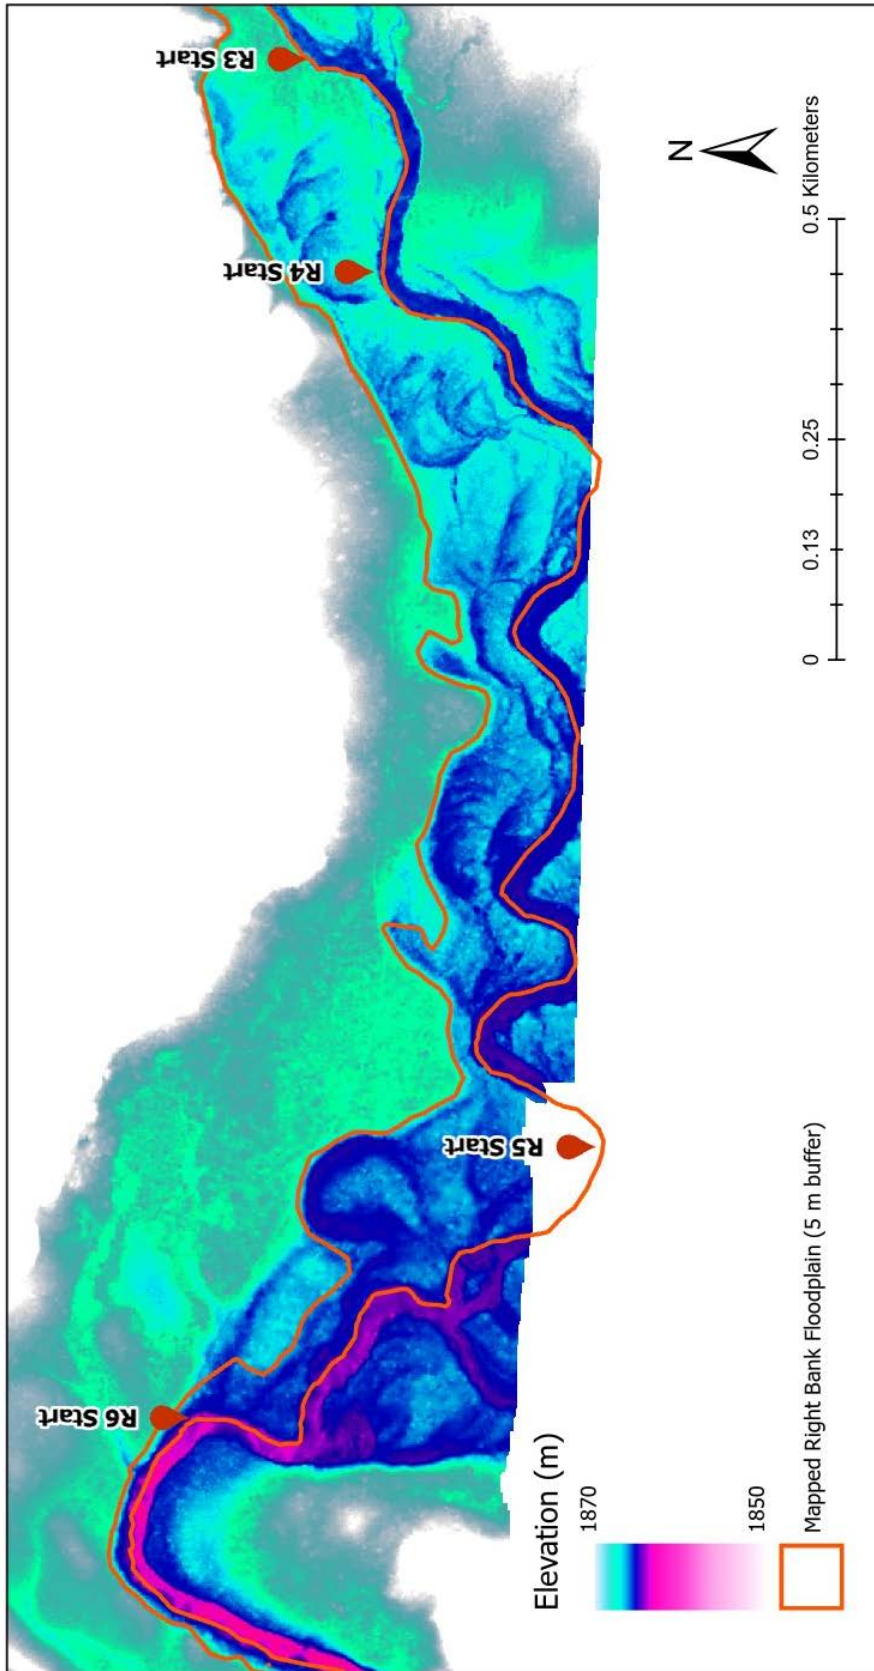 R3 Start
R4 Start
R5 Start
R6 Start
N
0
0.13
0.25
0.5 Kilometers
Elevation (m)
1870
1850
Mapped Right Bank Floodplain (5 m buffer)